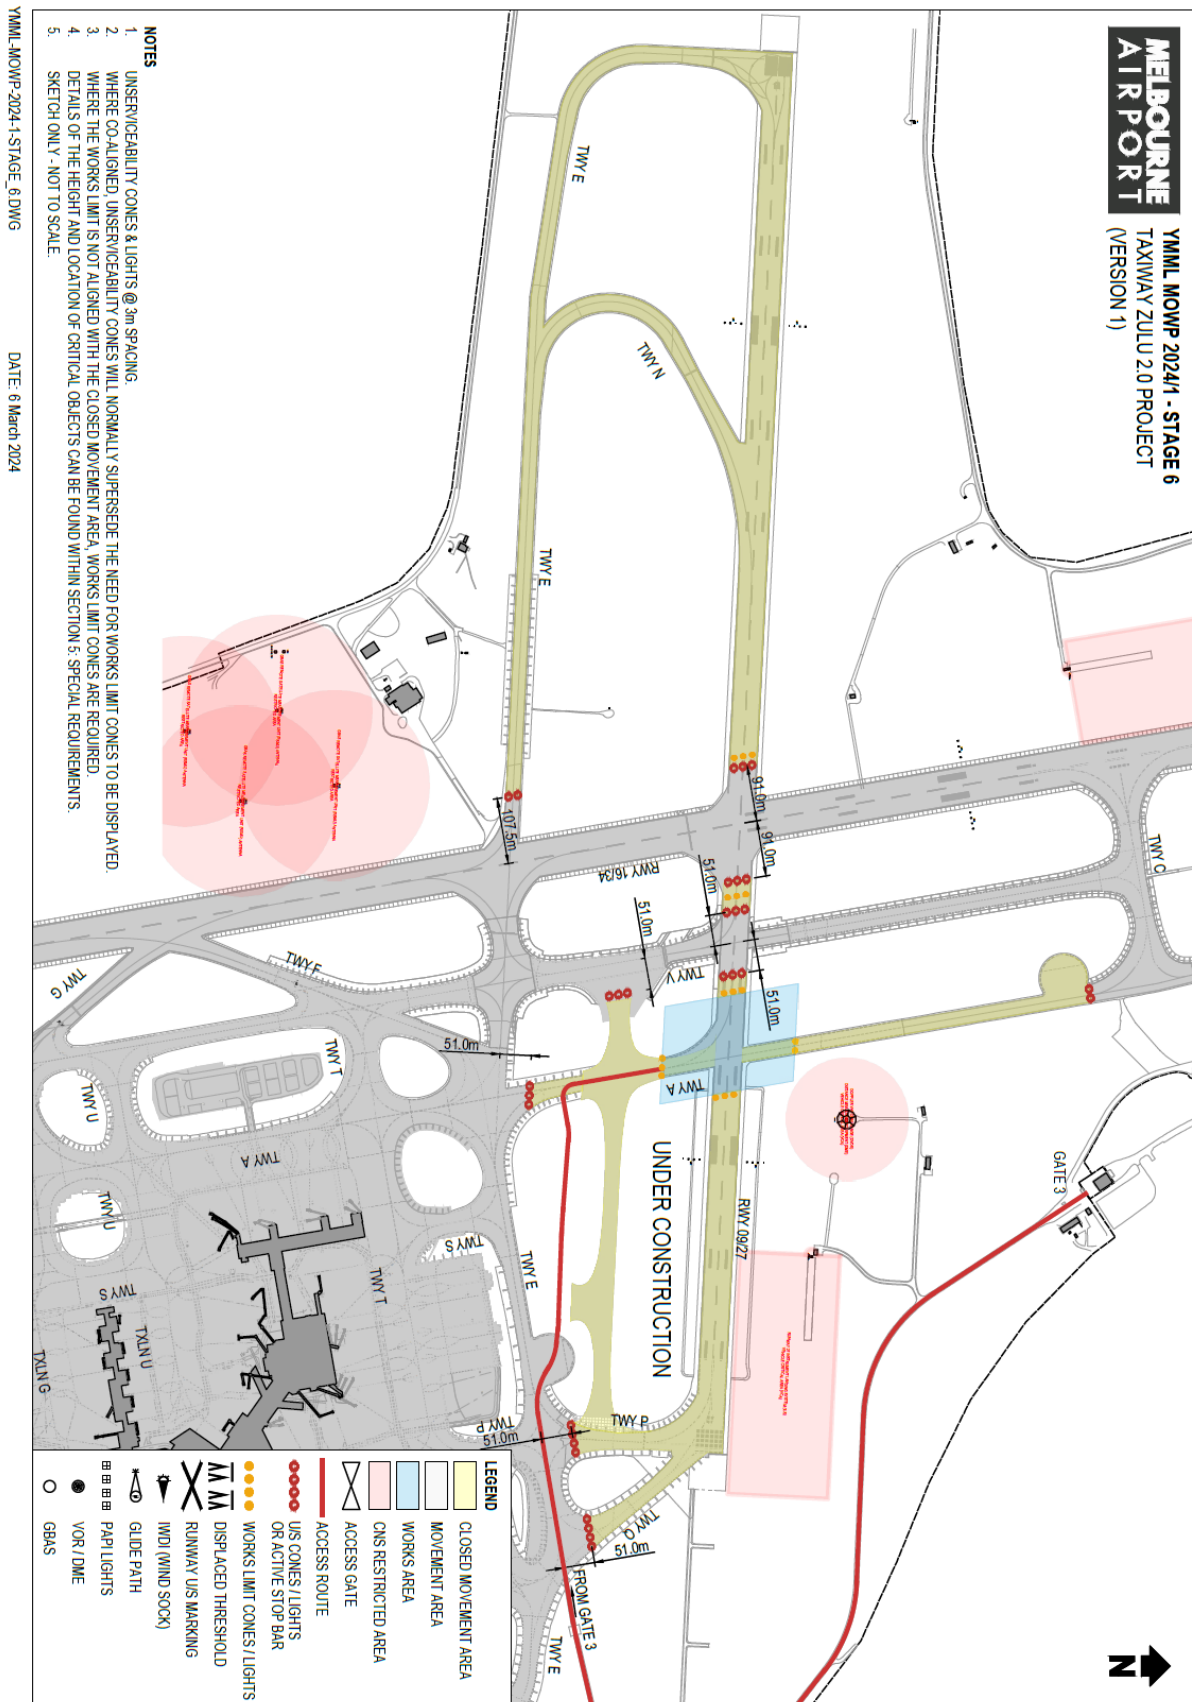 MELBOURNE
AIRPORT
YMML MOWP 2024/1 - STAGE 6
TAXIWAY ZULU 2.0 PROJECT
(VERSION 1)
N
TWY E
TWY N
TWY E
TWY C
91.0m
91.0m
107.5m
RWY 16/34
51.0m
51.0m
51.0m
TWY V
TWY F
TWY G
51.0m
TWY A
TWY T
TWY U
TWY A
TWY U
TWY S
TWY S
TWY T
TWY E
TXLN U
TXLN G
UNDER CONSTRUCTION
RWY 09/27
GATE 3
TWY P
TWY P
51.0m
TWY Q
51.0m
FROM GATE 3
TWY E
LEGEND
CLOSED MOVEMENT AREA
MOVEMENT AREA
WORKS AREA
CNS RESTRICTED AREA
ACCESS GATE
ACCESS ROUTE
U/S CONES / LIGHTS
OR ACTIVE STOP BAR
WORKS LIMIT CONES / LIGHTS
DISPLACED THRESHOLD
RUNWAY U/S MARKING
IWDI (WIND SOCK)
GLIDE PATH
PAPI LIGHTS
VOR / DME
GBAS
NOTES
1. UNSERVICEABILITY CONES & LIGHTS @ 3m SPACING.
2. WHERE CO-ALIGNED, UNSERVICEABILITY CONES WILL NORMALLY SUPERSEDE THE NEED FOR WORKS LIMIT CONES TO BE DISPLAYED.
3. WHERE THE WORKS LIMIT IS NOT ALIGNED WITH THE CLOSED MOVEMENT AREA, WORKS LIMIT CONES ARE REQUIRED.
4. DETAILS OF THE HEIGHT AND LOCATION OF CRITICAL OBJECTS CAN BE FOUND WITHIN SECTION 5: SPECIAL REQUIREMENTS.
5. SKETCH ONLY - NOT TO SCALE.
YMML-MOWP-2024-1-STAGE_6.DWG
DATE: 6 March 2024